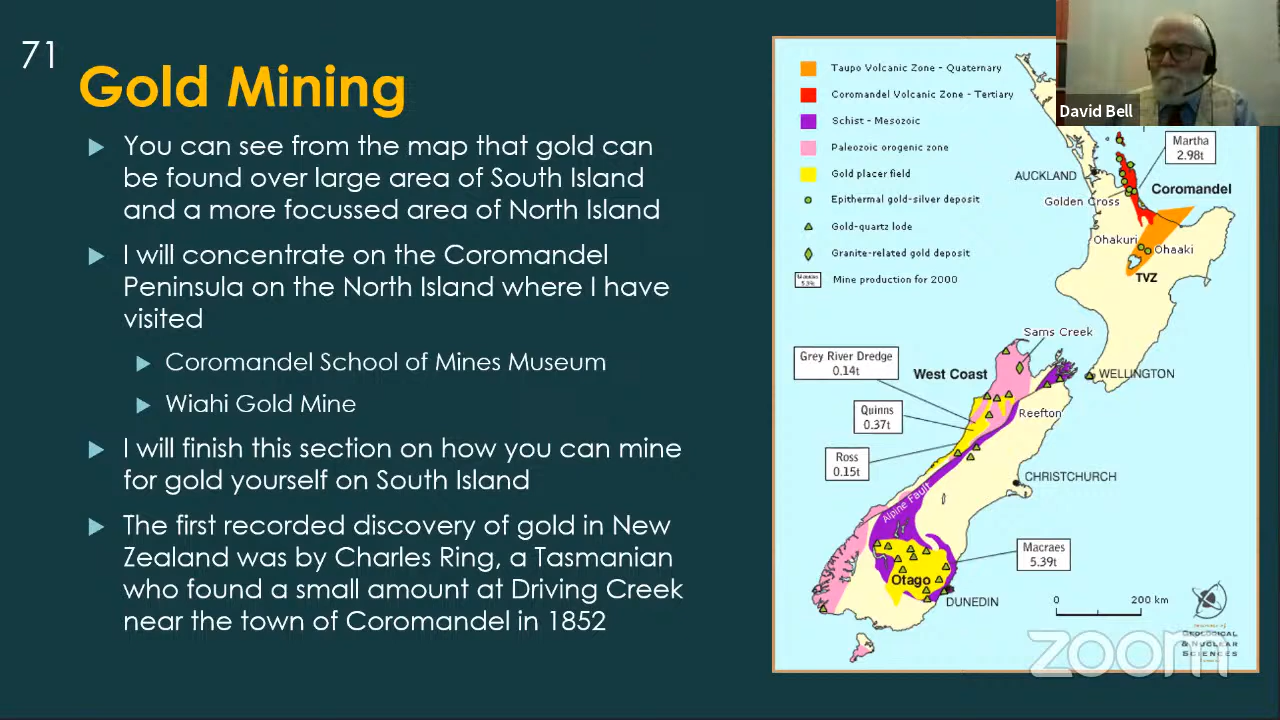 71
Gold Mining
You can see from the map that gold can
be found over large area of South Island
and a more focussed area of North Island
I will concentrate on the Coromandel
Peninsula on the North Island where I have
visited
Coromandel School of Mines Museum
Wiahi Gold Mine
I will finish this section on how you can mine
for gold yourself on South Island
The first recorded discovery of gold in New
Zealand was by Charles Ring, a Tasmanian
who found a small amount at Driving Creek
near the town of Coromandel in 1852
David Bell
Taupo Volcanic Zone - Quaternary
Coromandel Volcanic Zone - Tertiary
Schist - Mesozoic
Paleozoic orogenic zone
Gold placer field
Epithermal gold-silver deposit
Gold-quartz lode
Granite-related gold deposit
Mine production for 2000
Martha
2.98t
AUCKLAND
Coromandel
Golden Cross
Ohakuri
Ohaaki
TVZ
Sams Creek
Grey River Dredge
0.14t
West Coast
WELLINGTON
Quinns
0.37t
Reefton
Ross
0.15t
CHRISTCHURCH
Alpine Fault
Macraes
5.39t
Otago
DUNEDIN
0 200 km
GEOLOGICAL
& NUCLEAR
SCIENCES
zoom